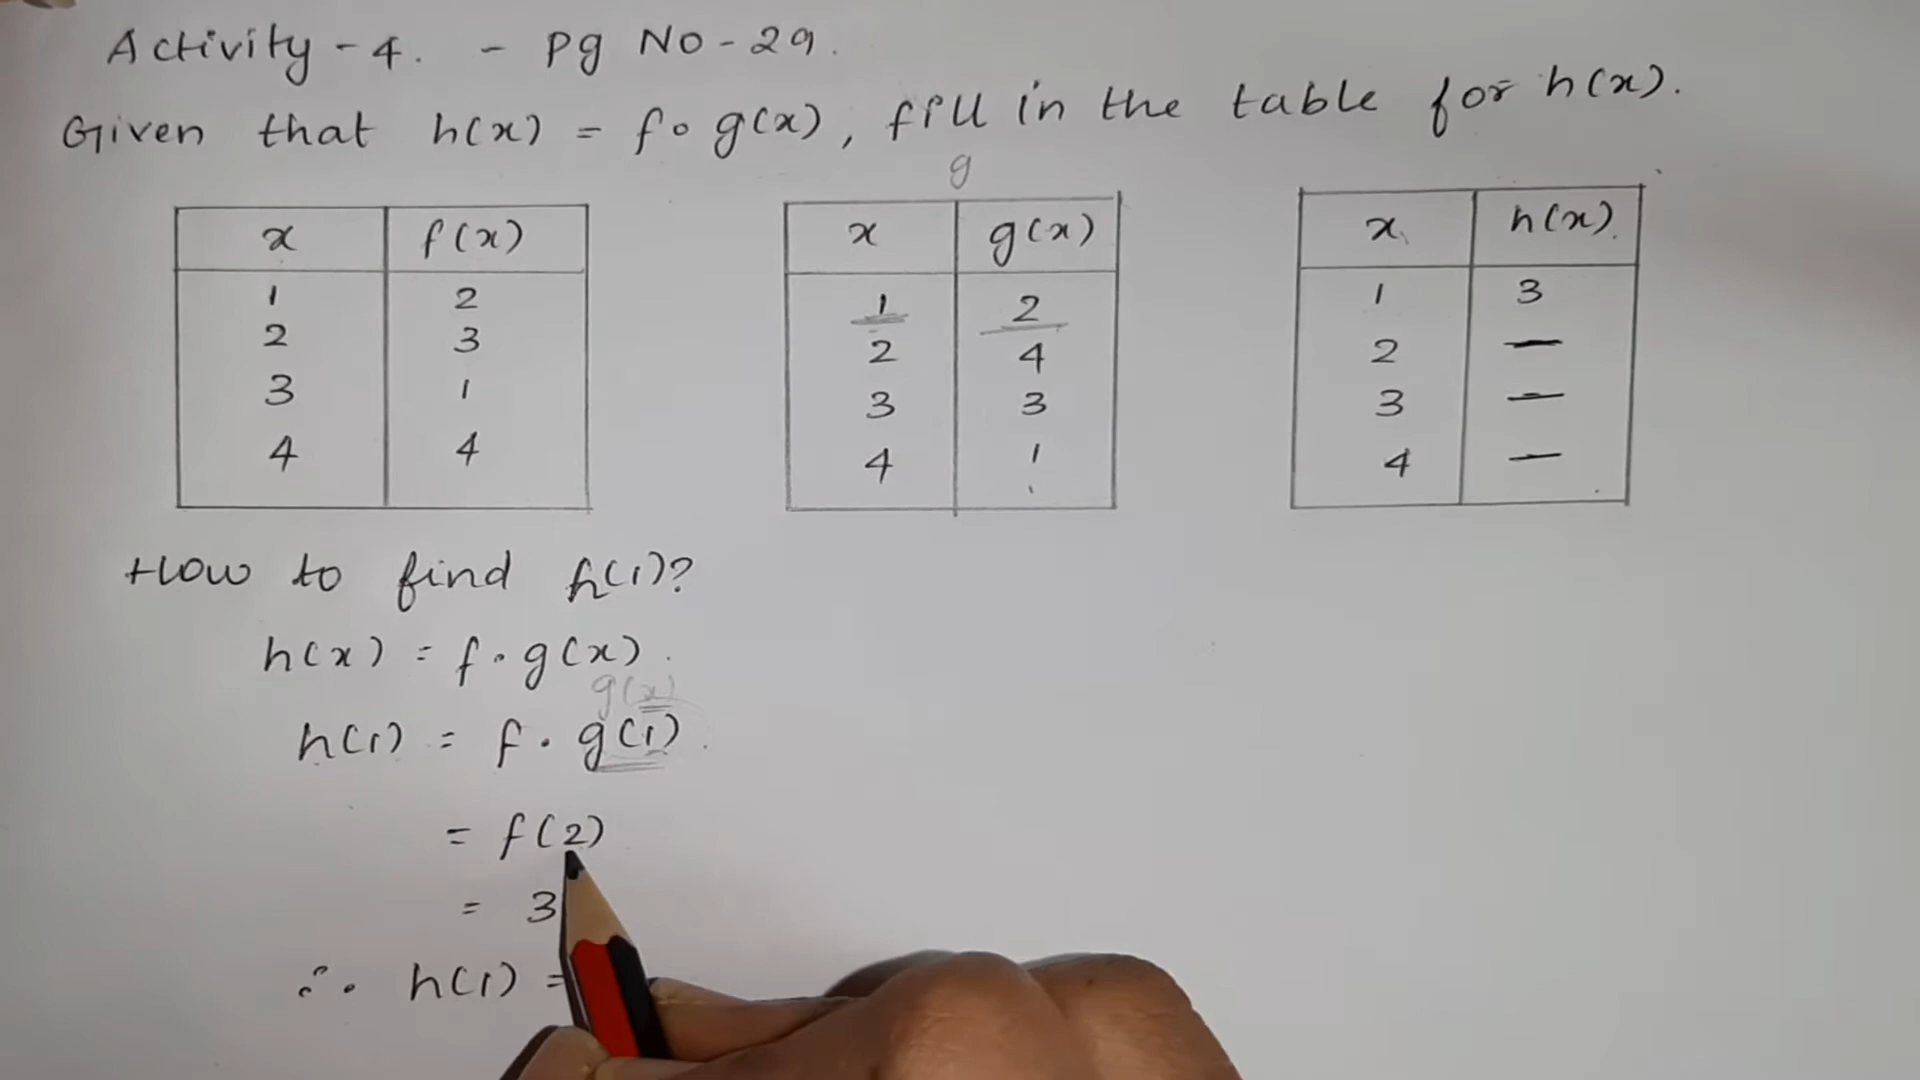 Activity - 4. - Pg No - 29.
Given that h(x) = f∘g(x), fill in the table for h(x).
g
x f(x)
1 2
2 3
3 1
4 4
x g(x)
1 2
2 4
3 3
4 1
x h(x)
1 3
2 —
3 —
4 —
How to find h(1)?
h(x) = f∘g(x).
g(x)
h(1) = f∘g(1).
= f(2)
= 3
∴ h(1) =